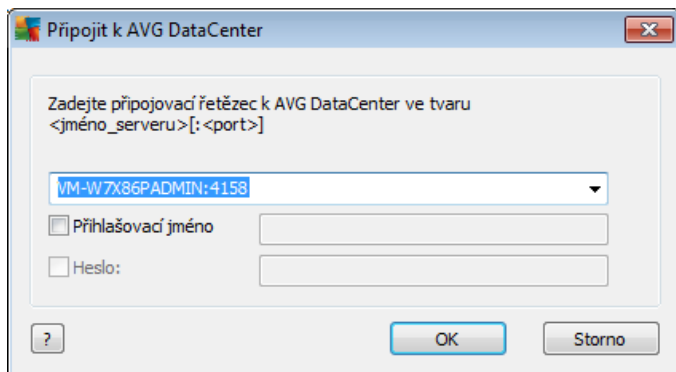 Připojit k AVG DataCenter
Zadejte připojovací řetězec k AVG DataCenter ve tvaru
<jméno_serveru>[:<port>]
VM-W7X86PADMIN:4158
Přihlašovací jméno
Heslo:
?
OK
Storno